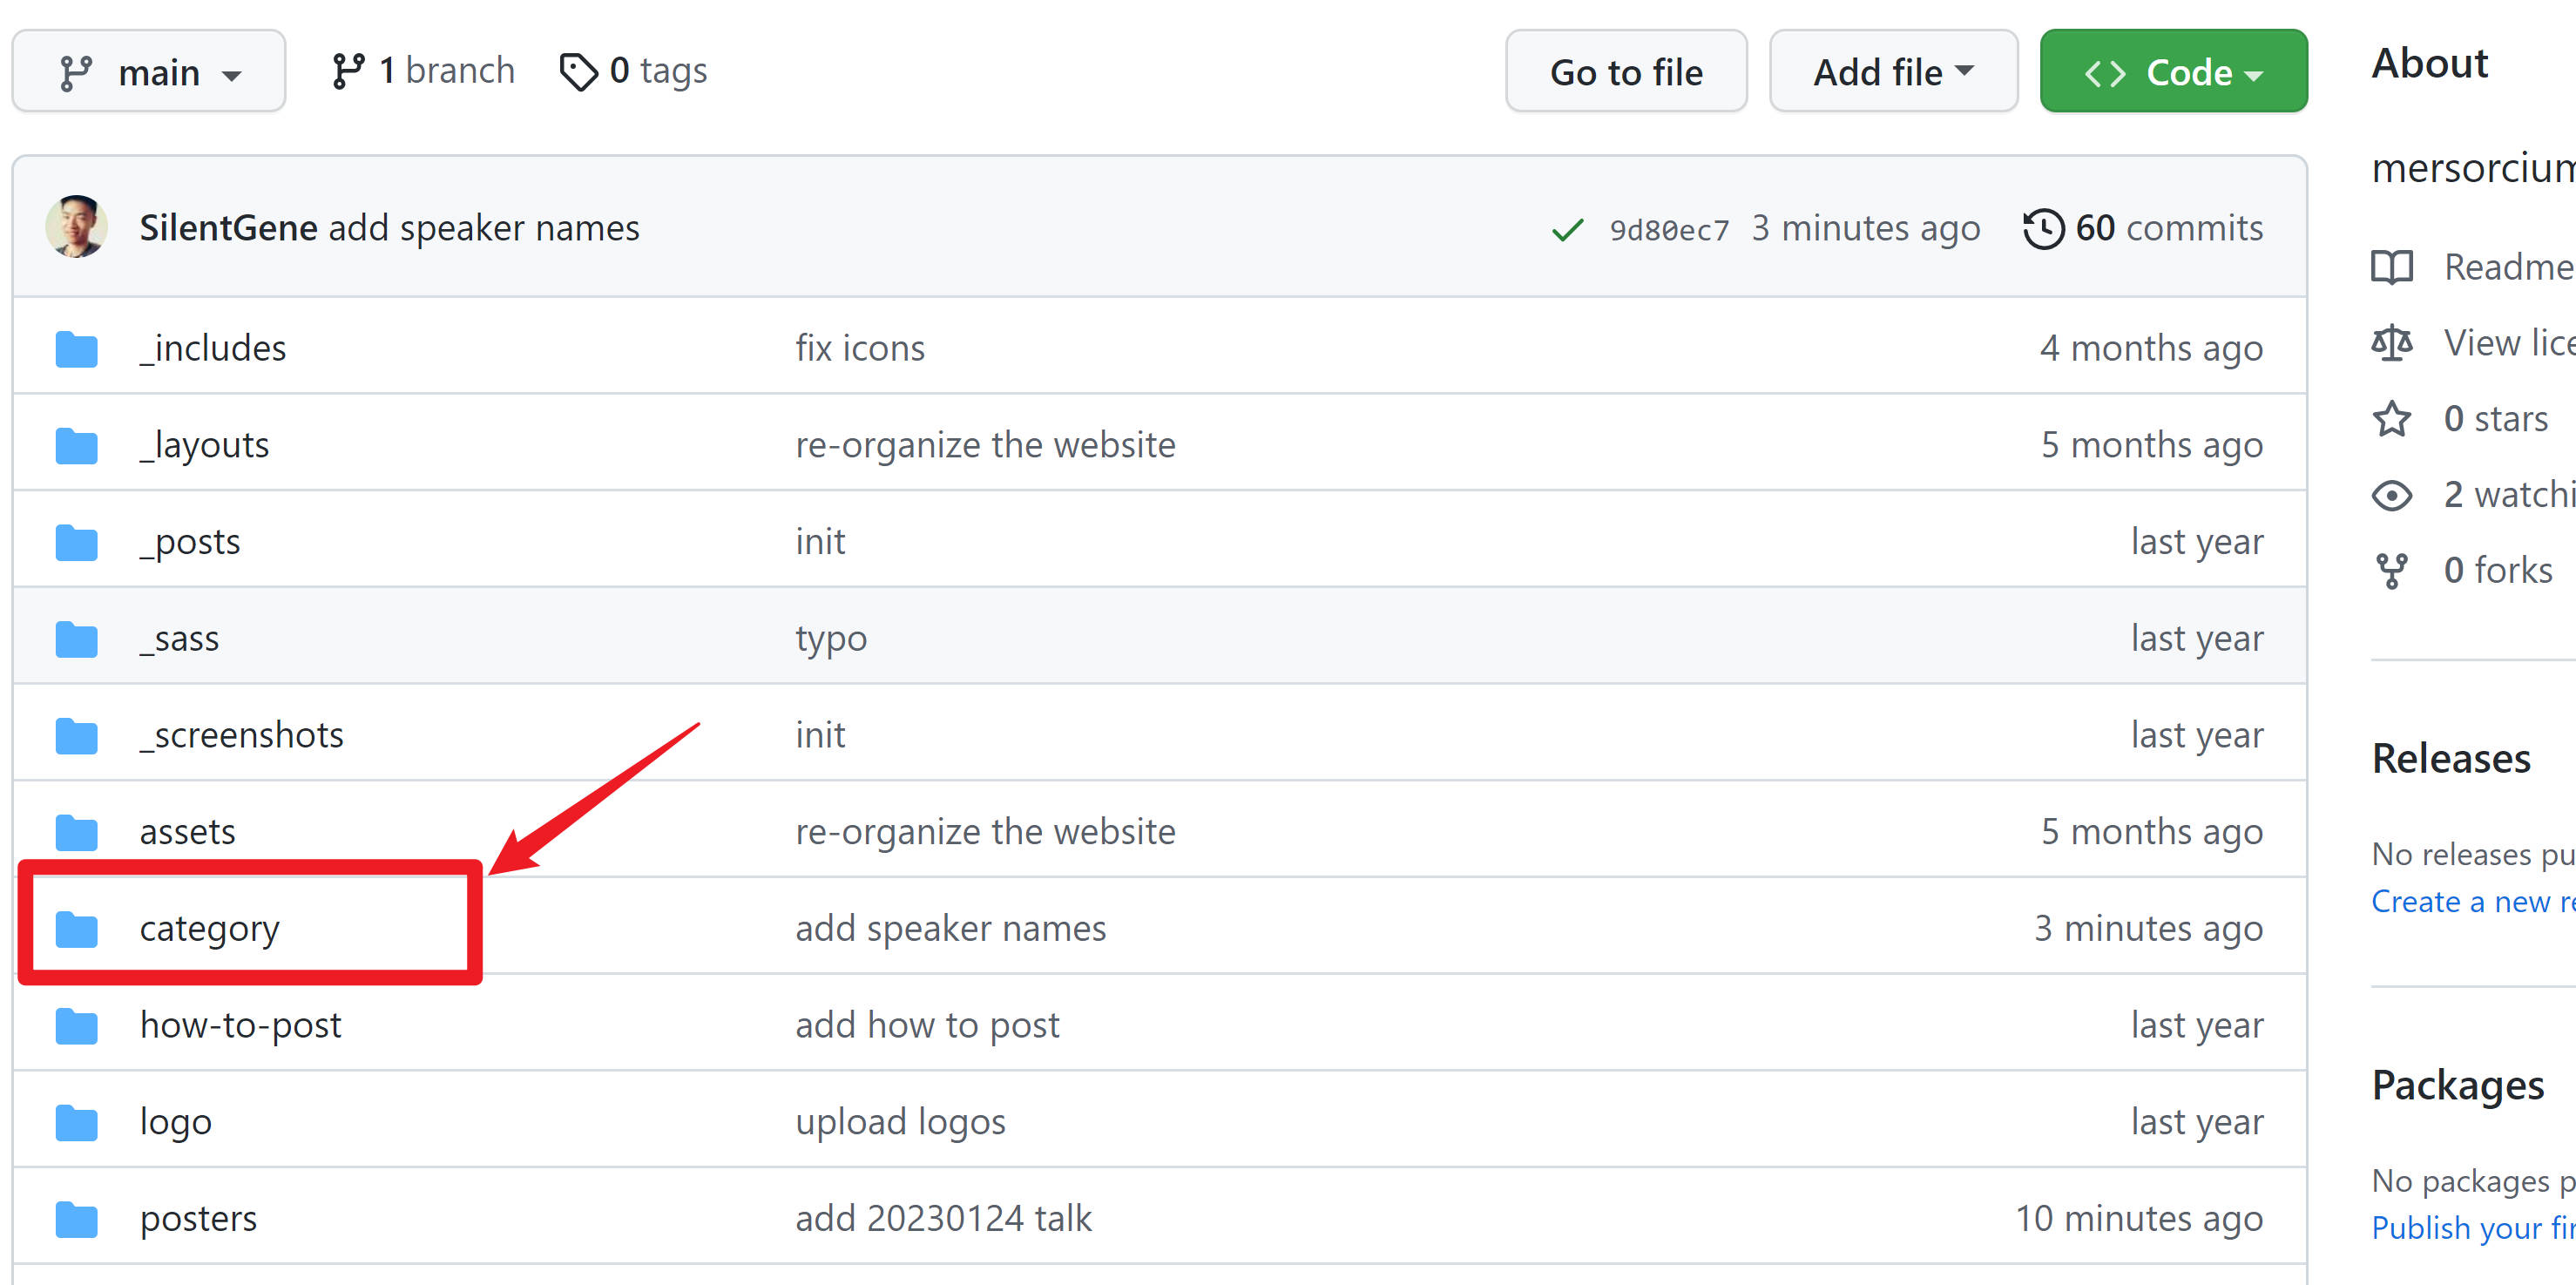 main
1 branch
0 tags
Go to file
Add file
Code
SilentGene add speaker names
9d80ec7 3 minutes ago
60 commits
_includes fix icons 4 months ago
_layouts re-organize the website 5 months ago
_posts init last year
_sass typo last year
_screenshots init last year
assets re-organize the website 5 months ago
category add speaker names 3 minutes ago
how-to-post add how to post last year
logo upload logos last year
posters add 20230124 talk 10 minutes ago
About
Readme
View
0 stars
2
0 forks
Releases
No releases
Create a new
Packages
No packages
Publish your